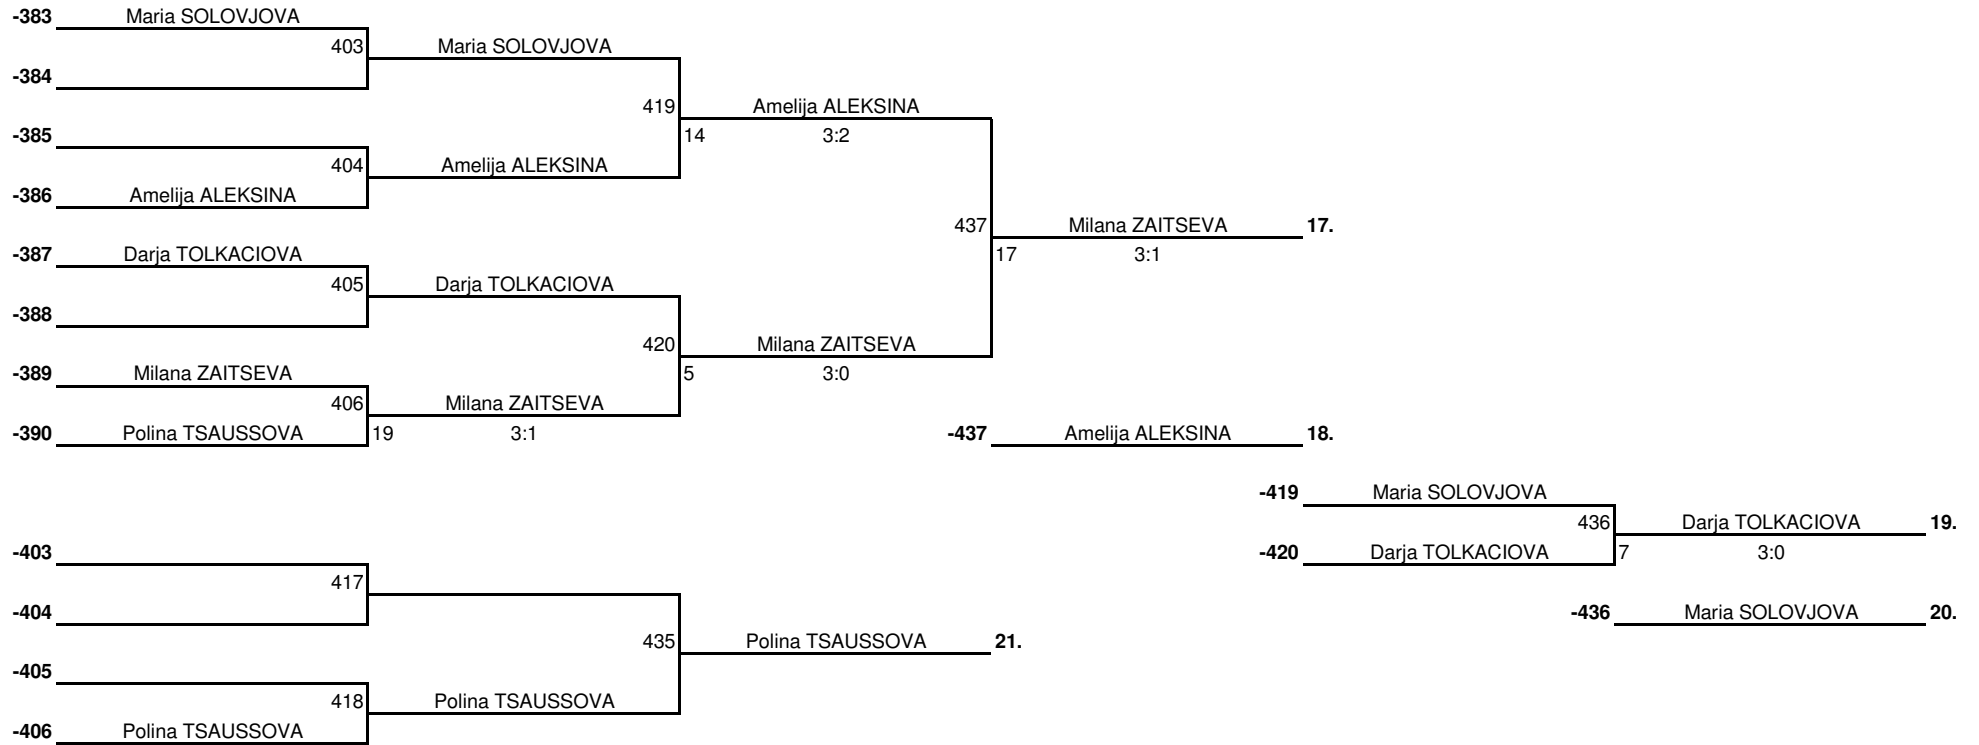 -383 Maria SOLOVJOVA
403 Maria SOLOVJOVA
-384
419 Amelija ALEKSINA
-385 14 3:2
404 Amelija ALEKSINA
-386 Amelija ALEKSINA
437 Milana ZAITSEVA 17.
-387 Darja TOLKACIOVA 17 3:1
405 Darja TOLKACIOVA
-388
420 Milana ZAITSEVA
-389 Milana ZAITSEVA 5 3:0
406 Milana ZAITSEVA
-390 Polina TSAUSSOVA 19 3:1 -437 Amelija ALEKSINA 18.
-419 Maria SOLOVJOVA
436 Darja TOLKACIOVA 19.
-403 -420 Darja TOLKACIOVA 7 3:0
417
-404 -436 Maria SOLOVJOVA 20.
435 Polina TSAUSSOVA 21.
-405
418 Polina TSAUSSOVA
-406 Polina TSAUSSOVA